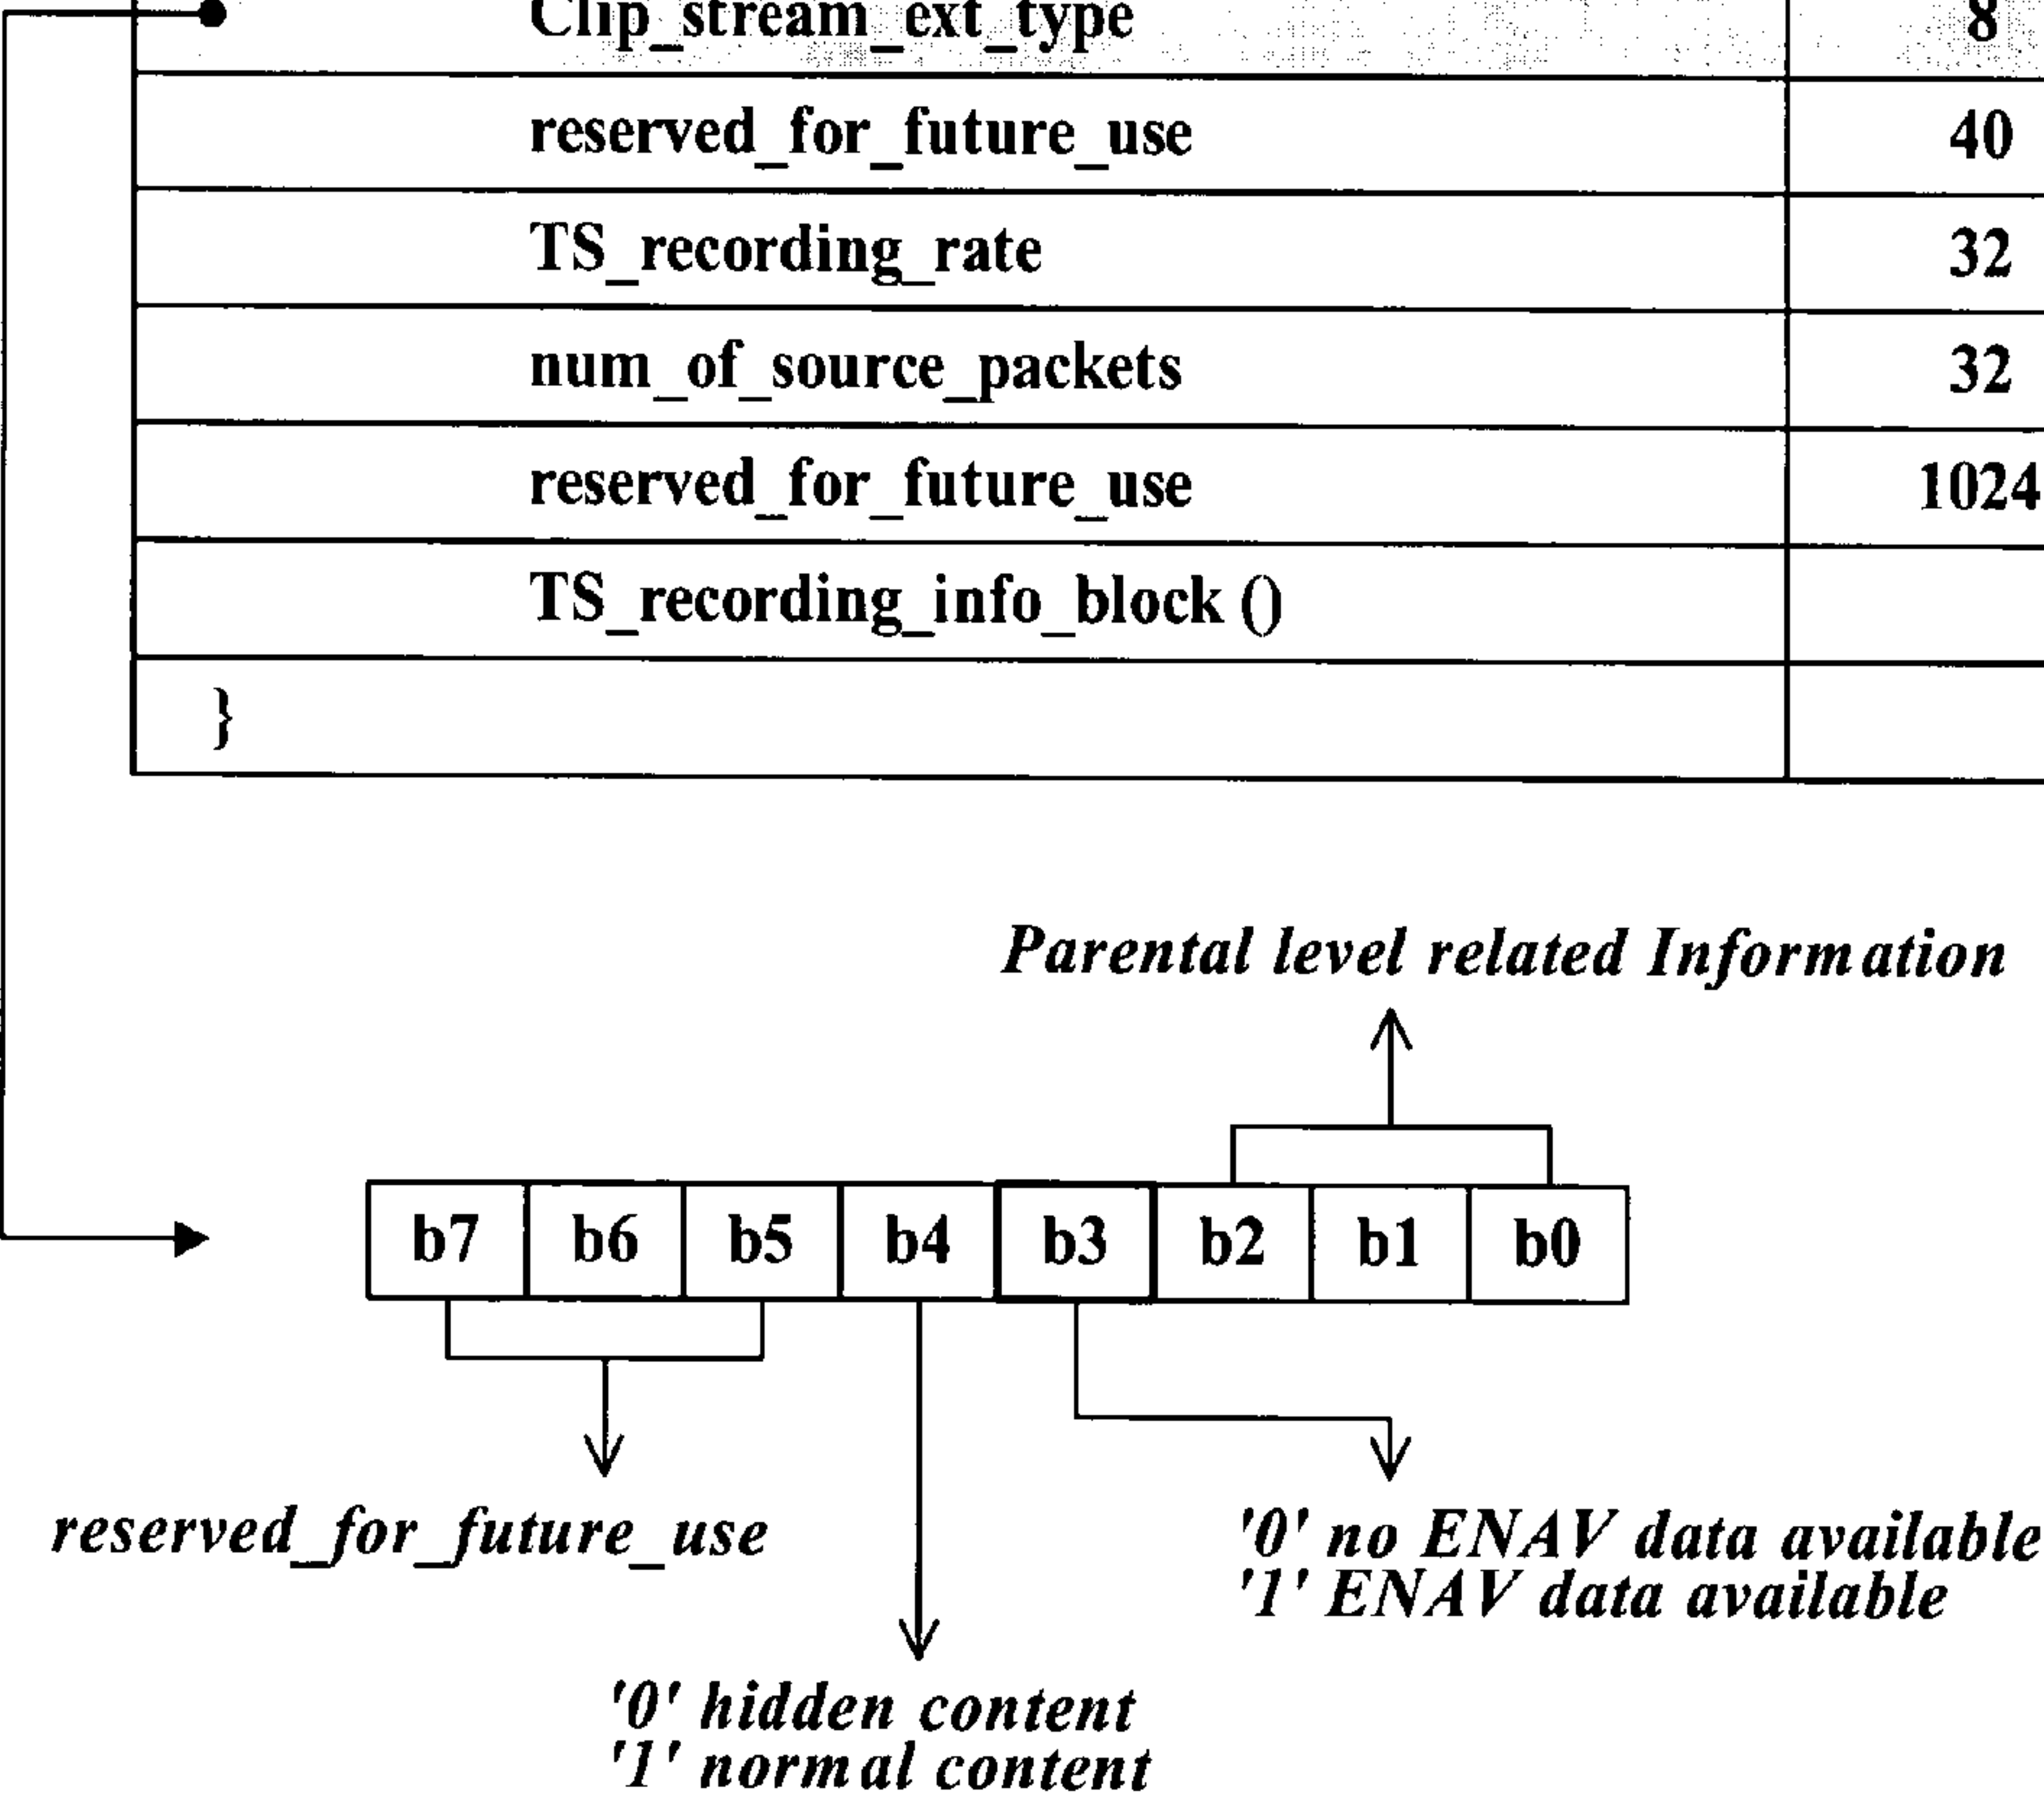 Clip_stream_ext_type 8
reserved_for_future_use 40
TS_recording_rate 32
num_of_source_packets 32
reserved_for_future_use 1024
TS_recording_info_block ()
}
Parental level related Information
b7 b6 b5 b4 b3 b2 b1 b0
reserved_for_future_use
'0' no ENAV data available
'1' ENAV data available
'0' hidden content
'1' normal content